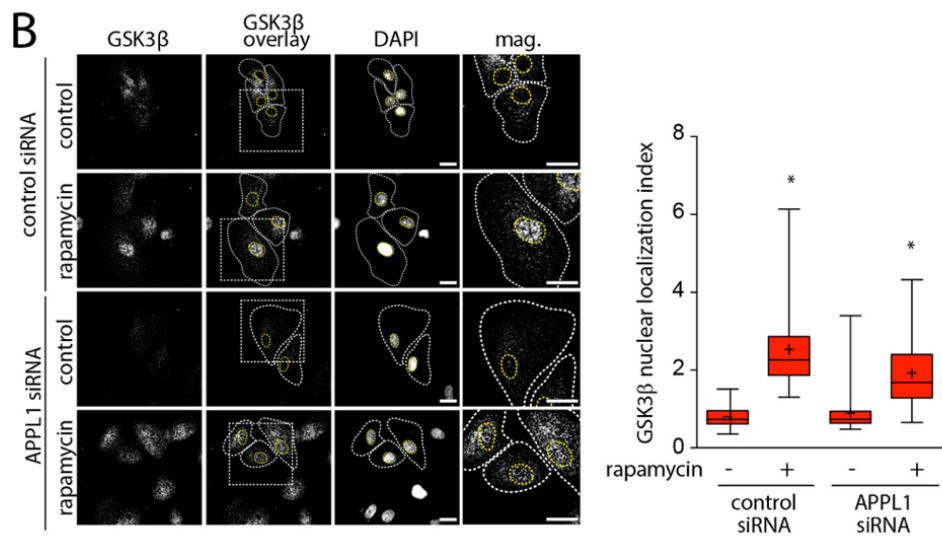 B
GSK3β
GSK3β
overlay
DAPI
mag.
control siRNA
control
rapamycin
APPL1 siRNA
control
rapamycin
GSK3β nuclear localization index
8
6
4
2
0
*
*
rapamycin - + - +
control
siRNA
APPL1
siRNA